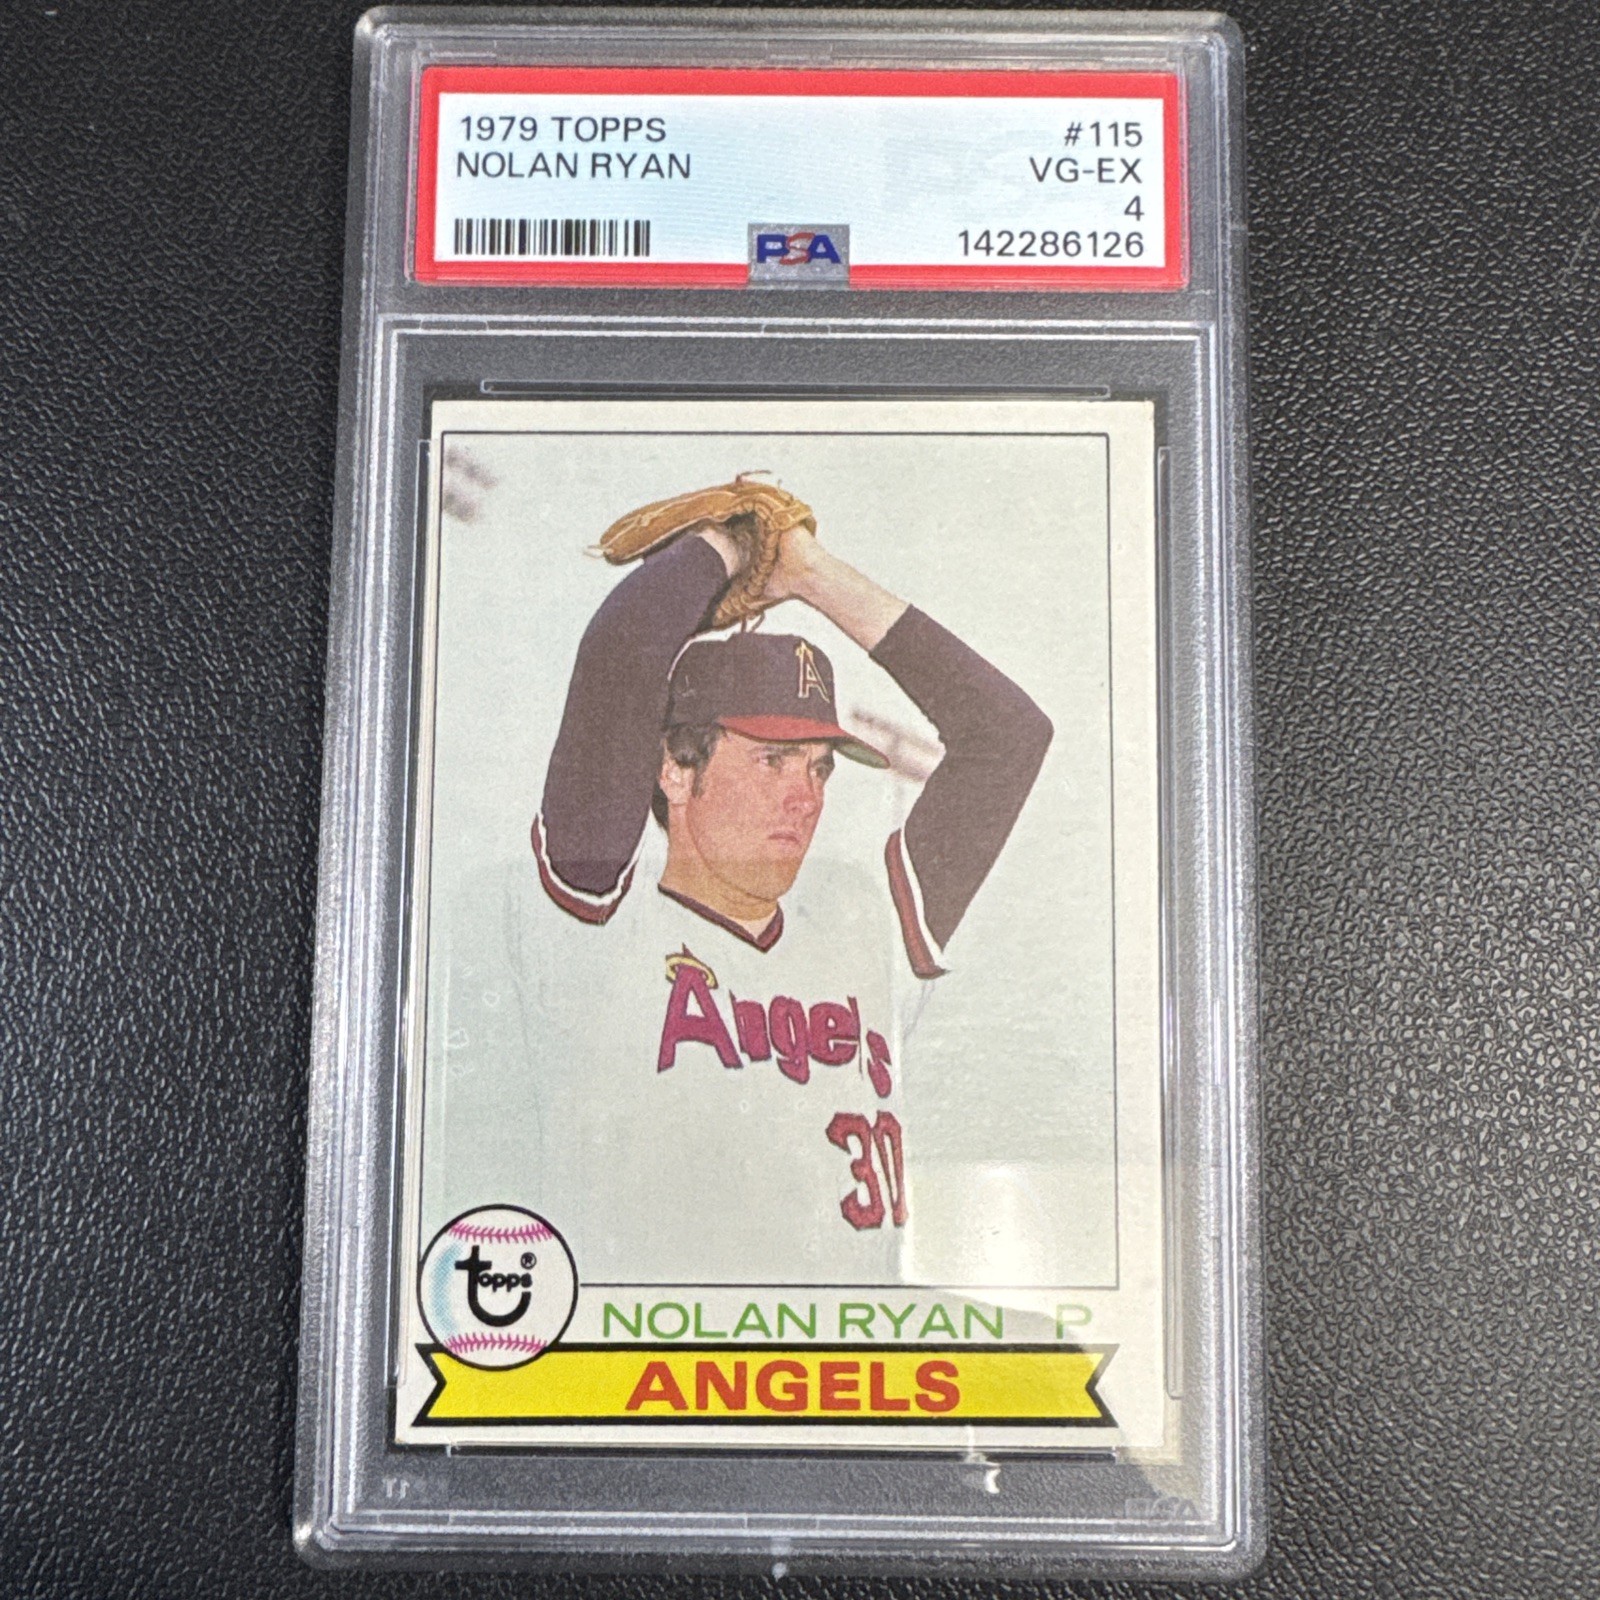 1979 TOPPS #115
NOLAN RYAN VG-EX
4
PSA 142286126
A
Angels
30
topps®
NOLAN RYAN P
ANGELS